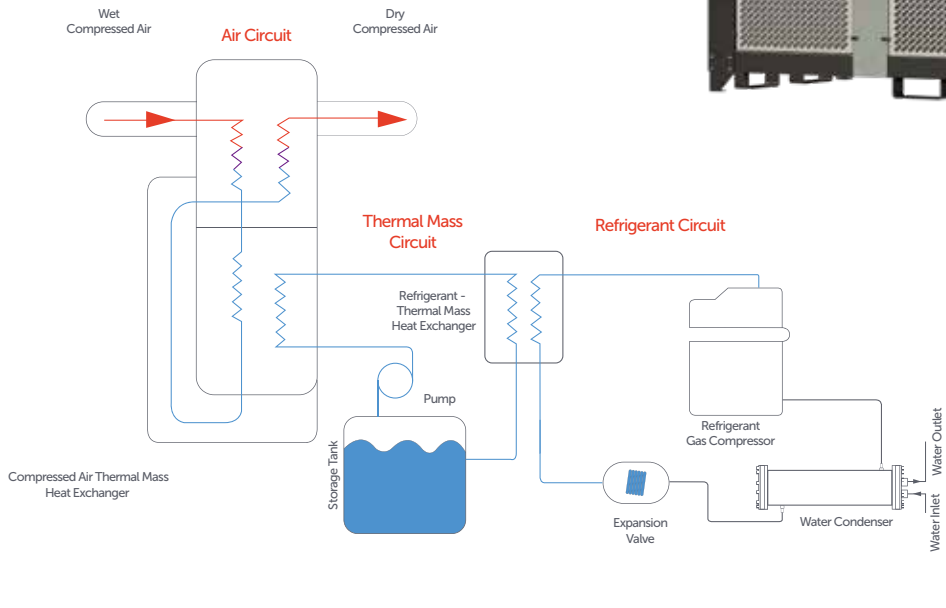 Wet
Compressed Air
Air Circuit
Dry
Compressed Air
Thermal Mass
Circuit
Refrigerant Circuit
Refrigerant -
Thermal Mass
Heat Exchanger
Pump
Storage Tank
Refrigerant
Gas Compressor
Water Outlet
Compressed Air Thermal Mass
Heat Exchanger
Expansion
Valve
Water Condenser
Water Inlet